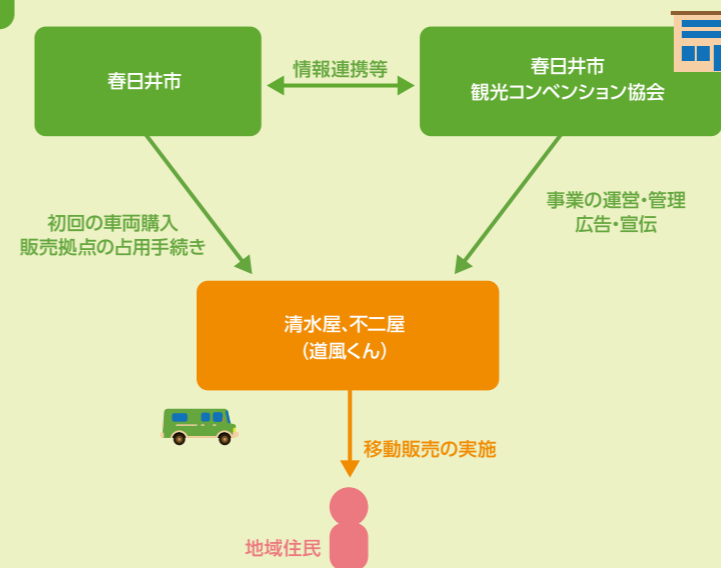 春日井市
情報連携等
春日井市
観光コンベンション協会
初回の車両購入
販売拠点の占用手続き
事業の運営・管理
広告・宣伝
清水屋、不二屋
（道風くん）
移動販売の実施
地域住民